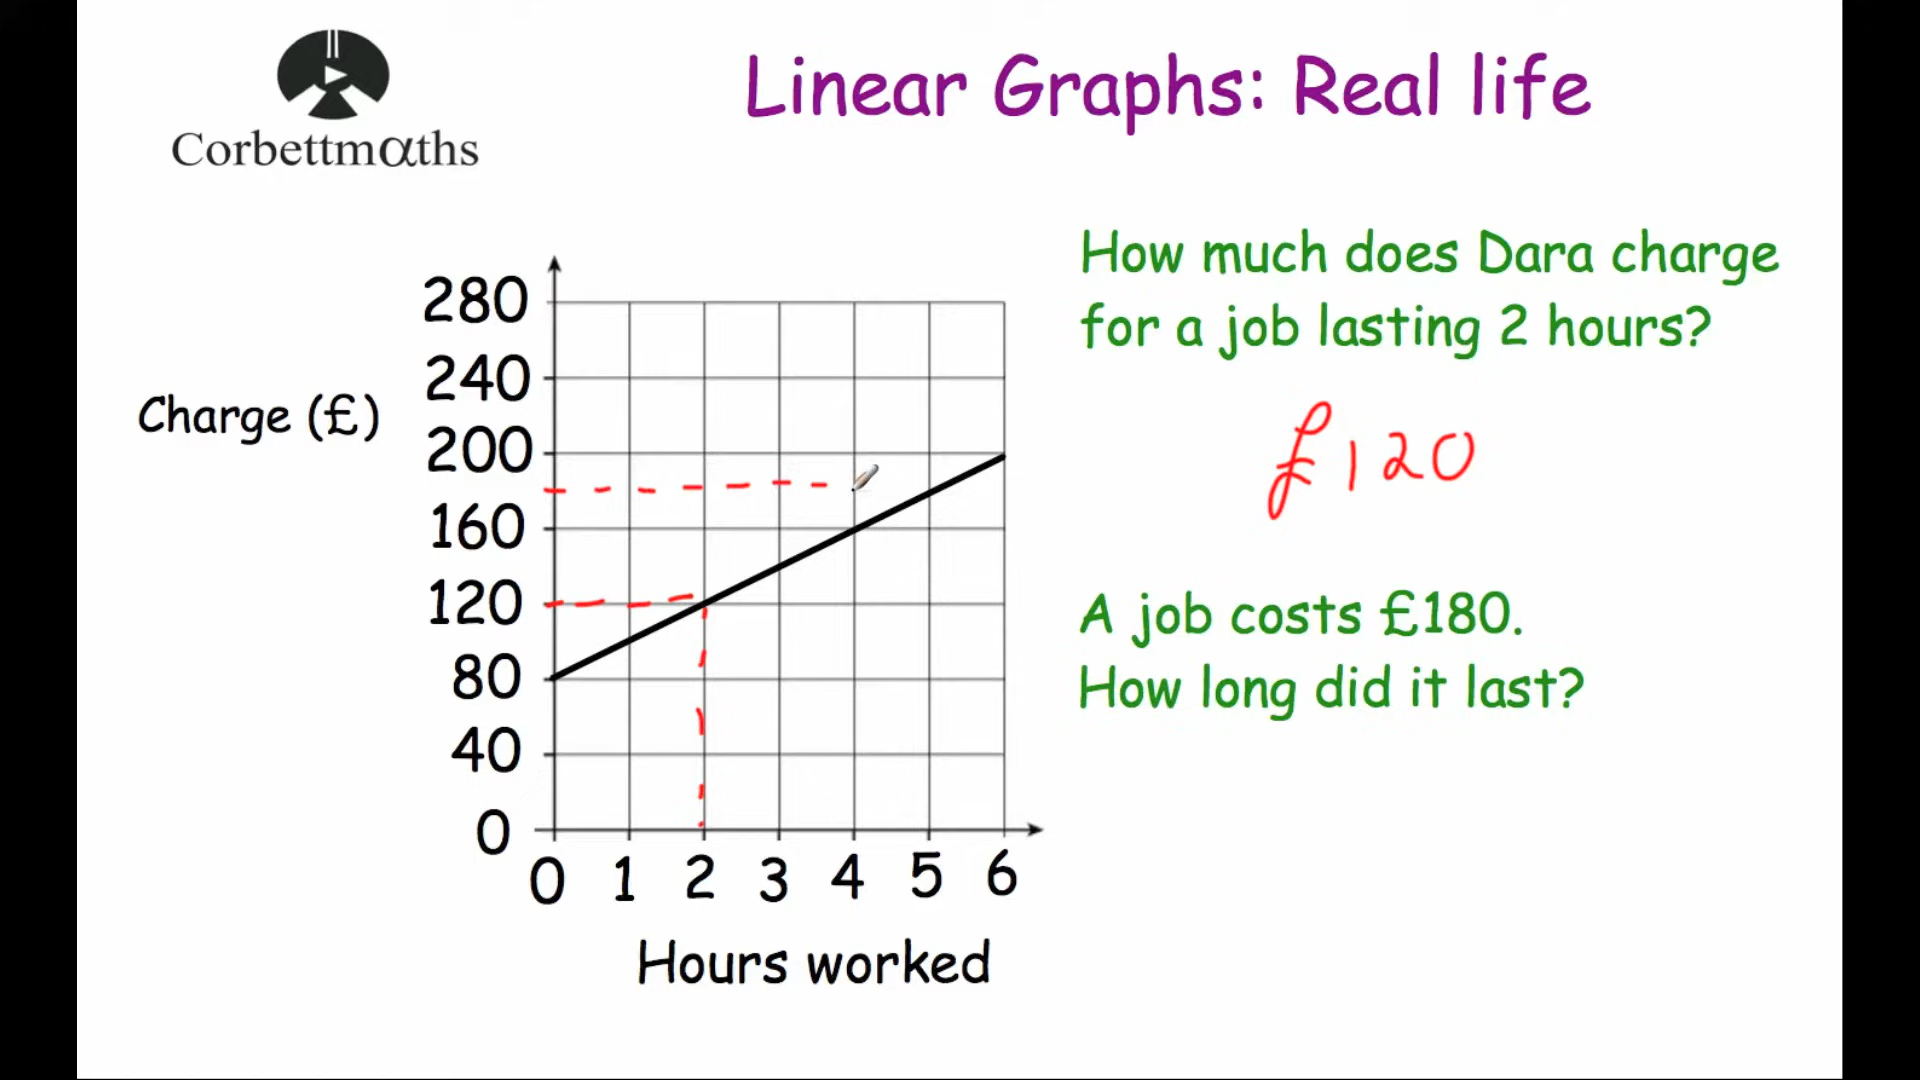 Corbettmαths
Linear Graphs: Real life
How much does Dara charge
for a job lasting 2 hours?
£120
A job costs £180.
How long did it last?
Charge (£)
280
240
200
160
120
80
40
0
0 1 2 3 4 5 6
Hours worked